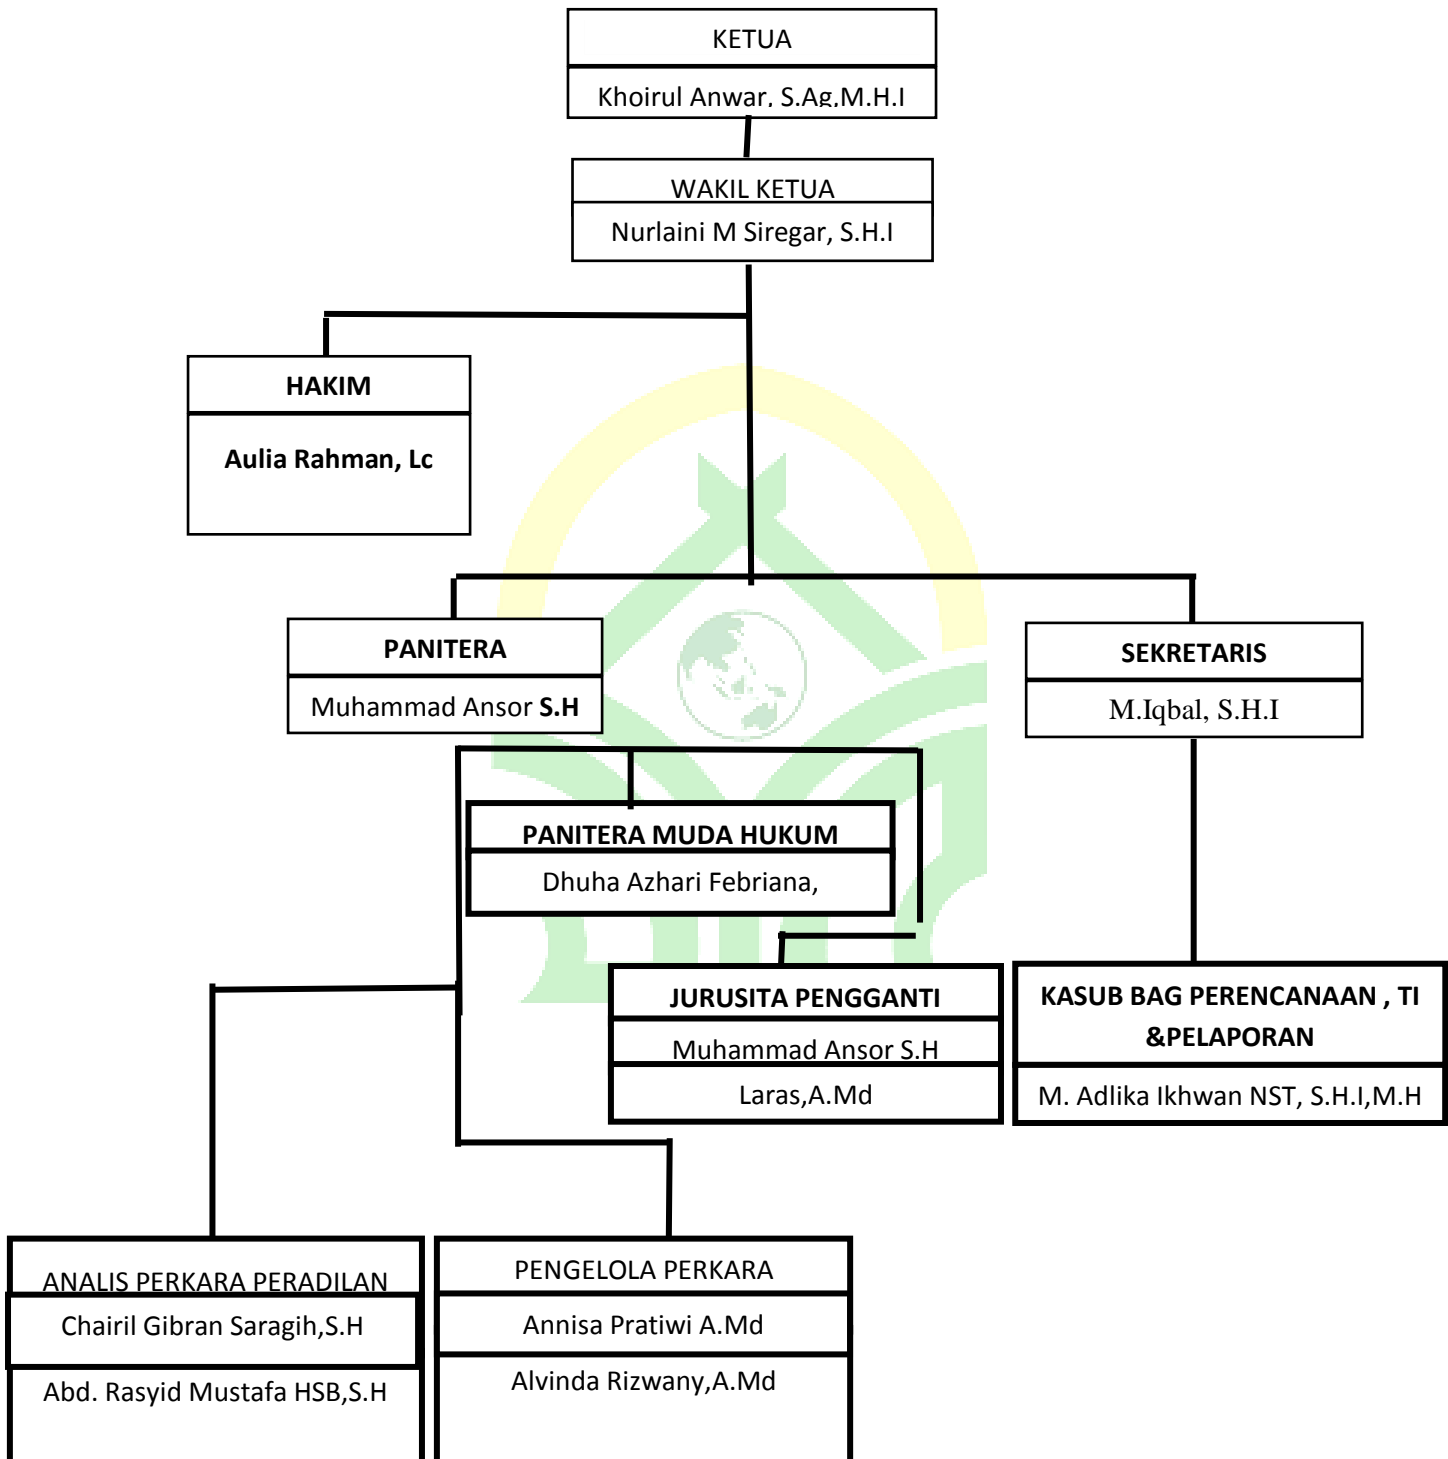 KETUA
Khoirul Anwar, S.Ag,M.H.I
WAKIL KETUA
Nurlaini M Siregar, S.H.I
HAKIM
Aulia Rahman, Lc
PANITERA
Muhammad Ansor S.H
SEKRETARIS
M.Iqbal, S.H.I
PANITERA MUDA HUKUM
Dhuha Azhari Febriana,
JURUSITA PENGGANTI
Muhammad Ansor S.H
Laras,A.Md
KASUB BAG PERENCANAAN , TI
&PELAPORAN
M. Adlika Ikhwan NST, S.H.I,M.H
ANALIS PERKARA PERADILAN
Chairil Gibran Saragih,S.H
Abd. Rasyid Mustafa HSB,S.H
PENGELOLA PERKARA
Annisa Pratiwi A.Md
Alvinda Rizwany,A.Md